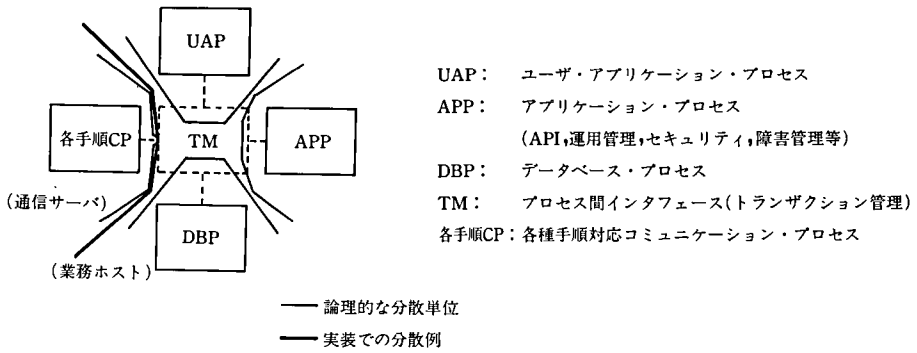 UAP
各手順CP
TM
APP
(通信サーバ)
DBP
(業務ホスト)
UAP: ユーザ・アプリケーション・プロセス
APP: アプリケーション・プロセス
(API,運用管理,セキュリティ,障害管理等)
DBP: データベース・プロセス
TM: プロセス間インタフェース(トランザクション管理)
各手順CP:各種手順対応コミュニケーション・プロセス
論理的な分散単位
実装での分散例